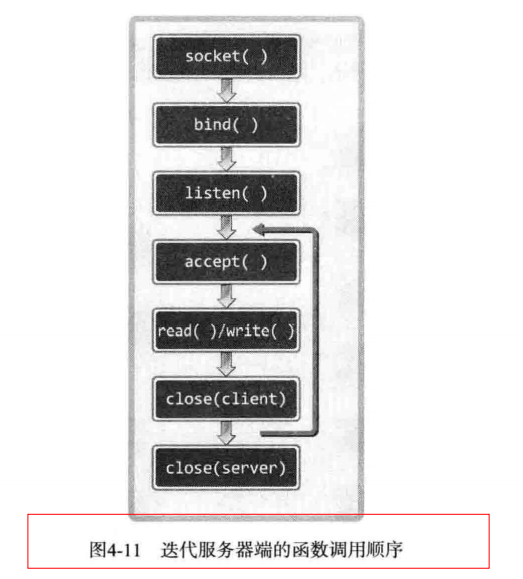 socket( )
bind( )
listen( )
accept( )
read( )/write( )
close(client)
close(server)
图4-11 迭代服务器端的函数调用顺序